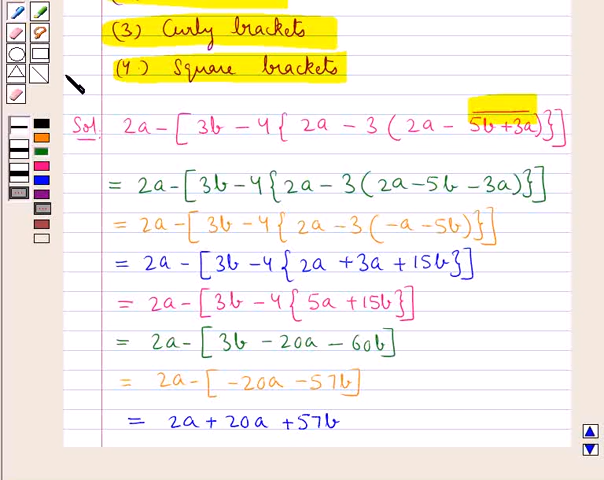 (3) Curly brackets
(4.) Square brackets
Sol. 2a - [ 3b - 4 { 2a - 3 ( 2a - \overline{5b + 3a} ) } ]
= 2a - [ 3b - 4 { 2a - 3 ( 2a - 5b - 3a ) } ]
= 2a - [ 3b - 4 { 2a - 3 ( -a - 5b ) } ]
= 2a - [ 3b - 4 { 2a + 3a + 15b } ]
= 2a - [ 3b - 4 { 5a + 15b } ]
= 2a - [ 3b - 20a - 60b ]
= 2a - [ -20a - 57b ]
= 2a + 20a + 57b